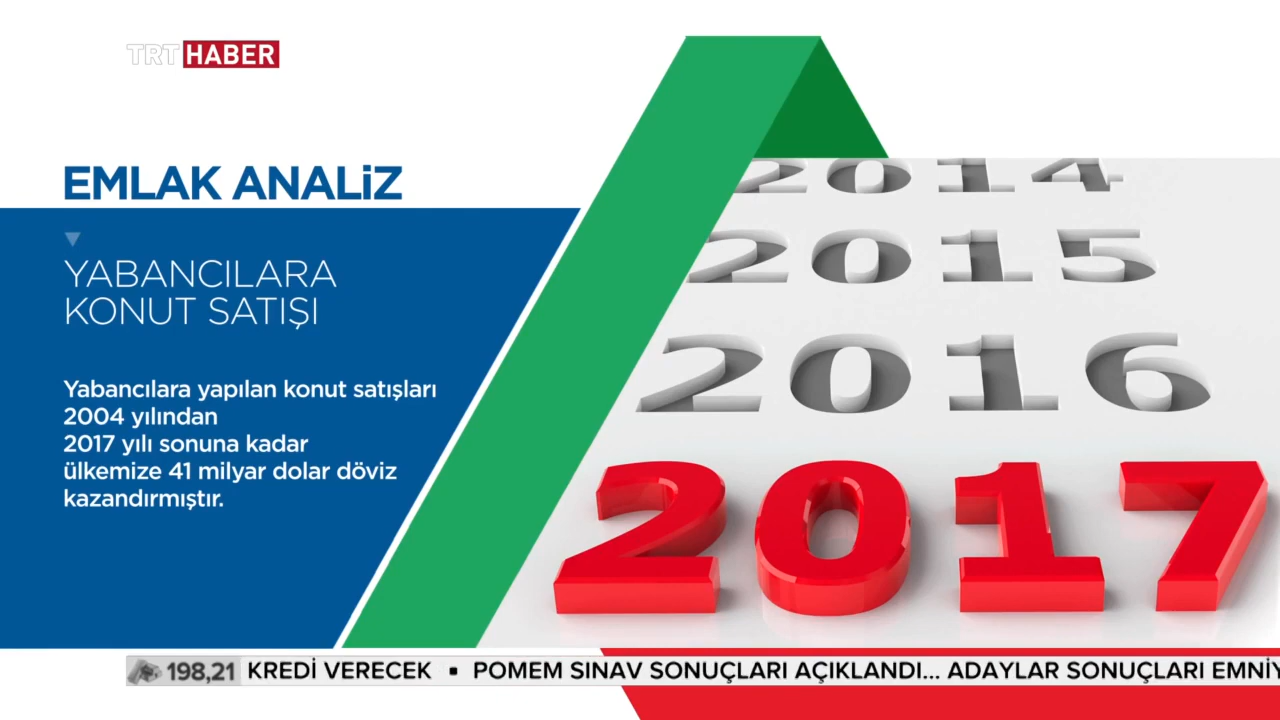 TRT HABER
EMLAK ANALİZ
YABANCILARA
KONUT SATIŞI
Yabancılara yapılan konut satışları
2004 yılından
2017 yılı sonuna kadar
ülkemize 41 milyar dolar döviz
kazandırmıştır.
2014
2015
2016
2017
198,21 KREDİ VERECEK ▪ POMEM SINAV SONUÇLARI AÇIKLANDI... ADAYLAR SONUÇLARI EMNİY